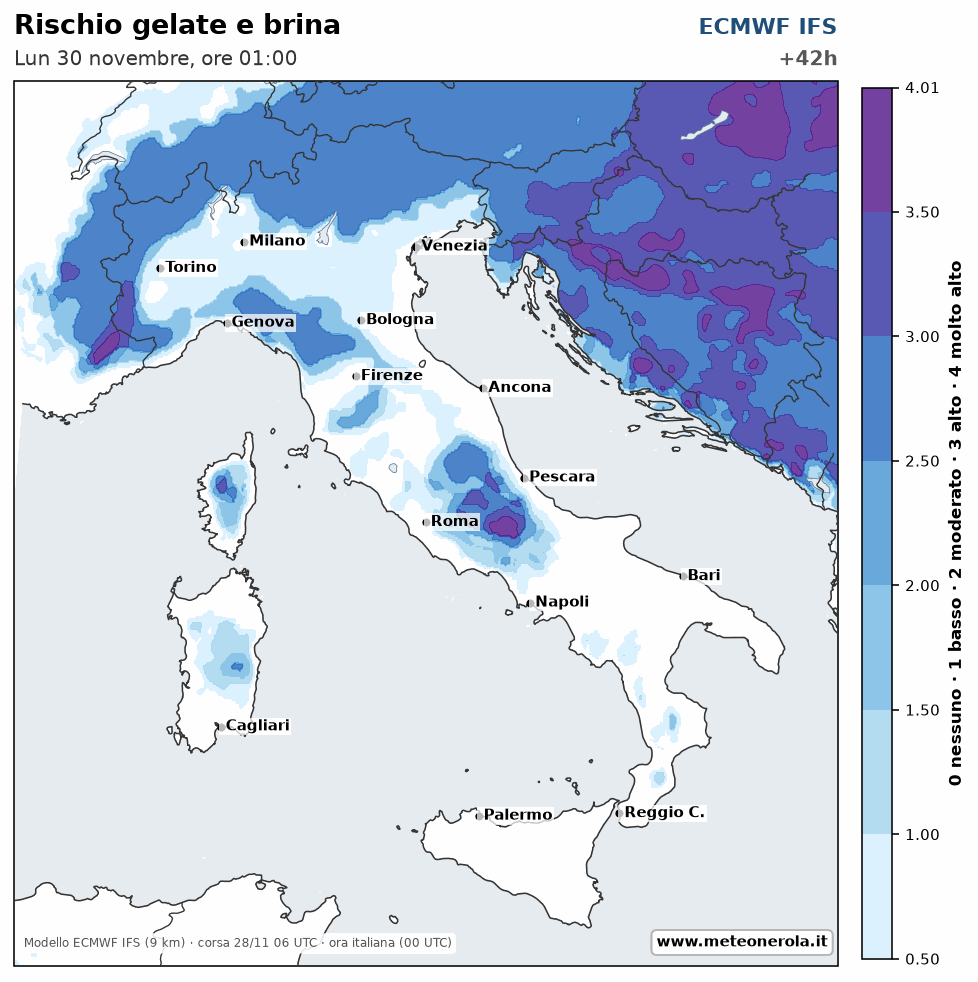 Rischio gelate e brina
ECMWF IFS
Lun 30 novembre, ore 01:00
+42h
4.01
3.50
3.00
2.50
2.00
1.50
1.00
0.50
0 nessuno · 1 basso · 2 moderato · 3 alto · 4 molto alto
Milano
Venezia
Torino
Genova
Bologna
Firenze
Ancona
Pescara
Roma
Bari
Napoli
Cagliari
Palermo
Reggio C.
Modello ECMWF IFS (9 km) · corsa 28/11 06 UTC · ora italiana (00 UTC)
www.meteonerola.it